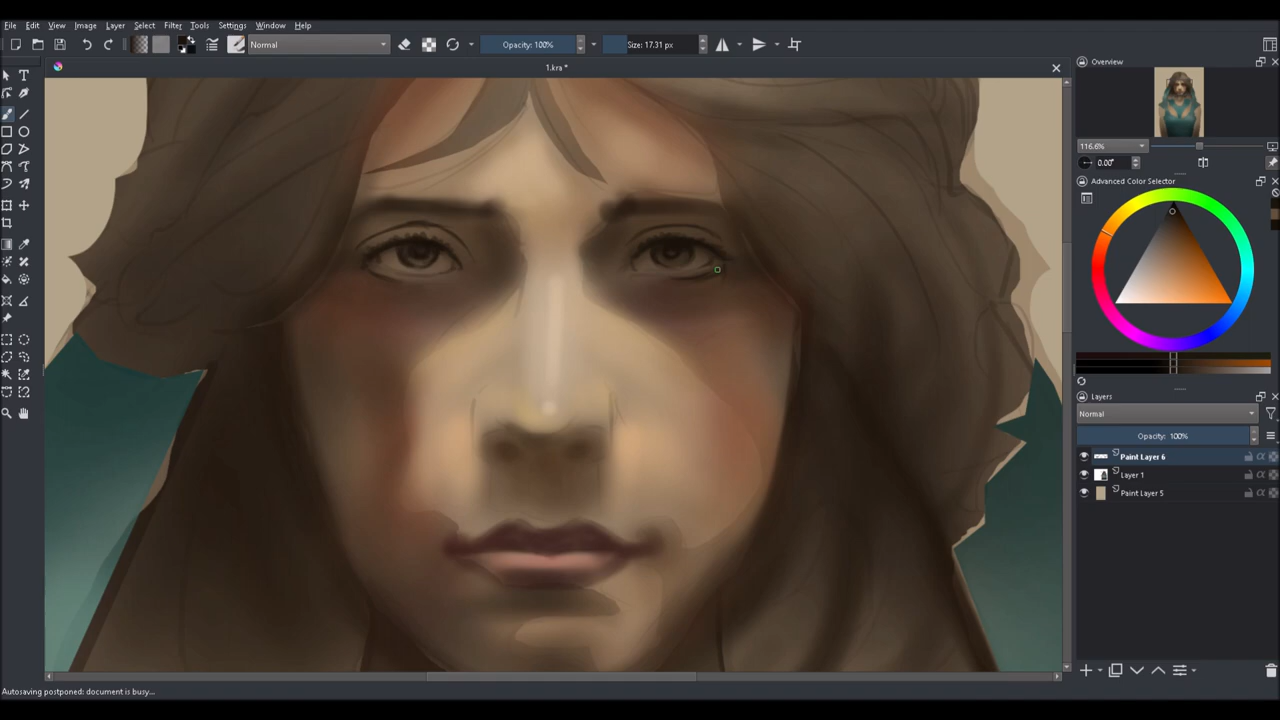 File Edit View Image Layer Select Filter Tools Settings Window Help
Normal Opacity: 100% Size: 17.31 px
1.kra *
Overview
116.6%
0.00°
Advanced Color Selector
Layers
Normal
Opacity: 100%
Paint Layer 6
Layer 1
Paint Layer 5
Autosaving postponed: document is busy...